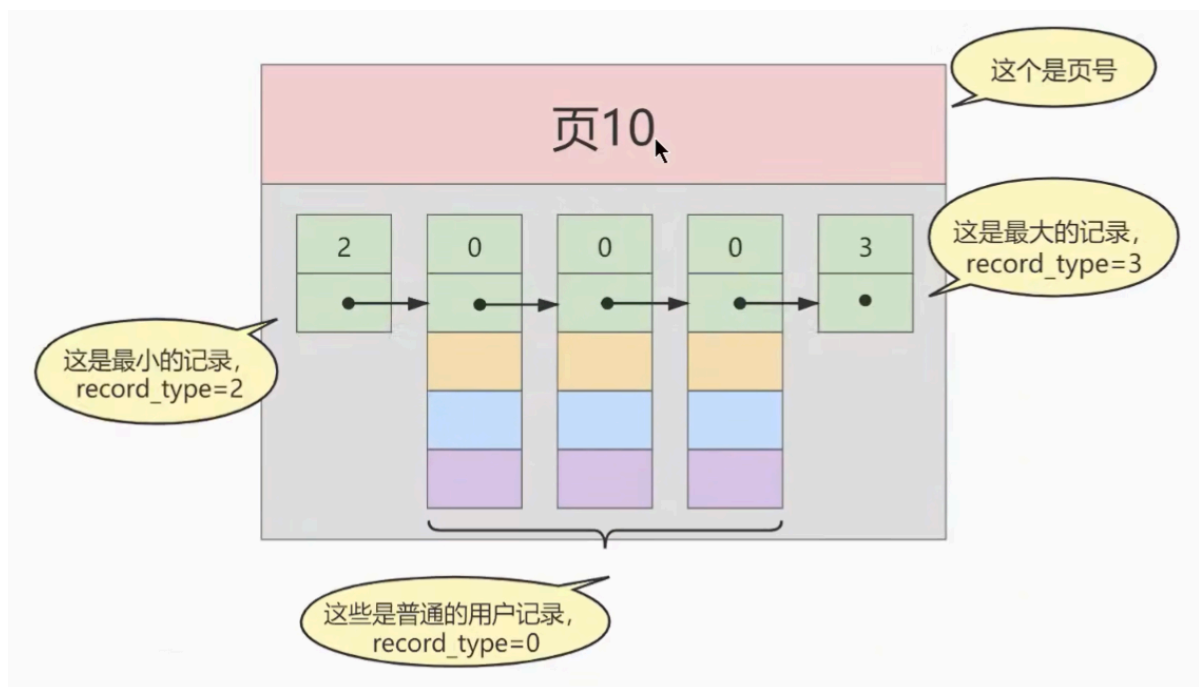 这个是页号
页10
2 0 0 0 3
这是最大的记录，
record_type=3
这是最小的记录，
record_type=2
这些是普通的用户记录，
record_type=0